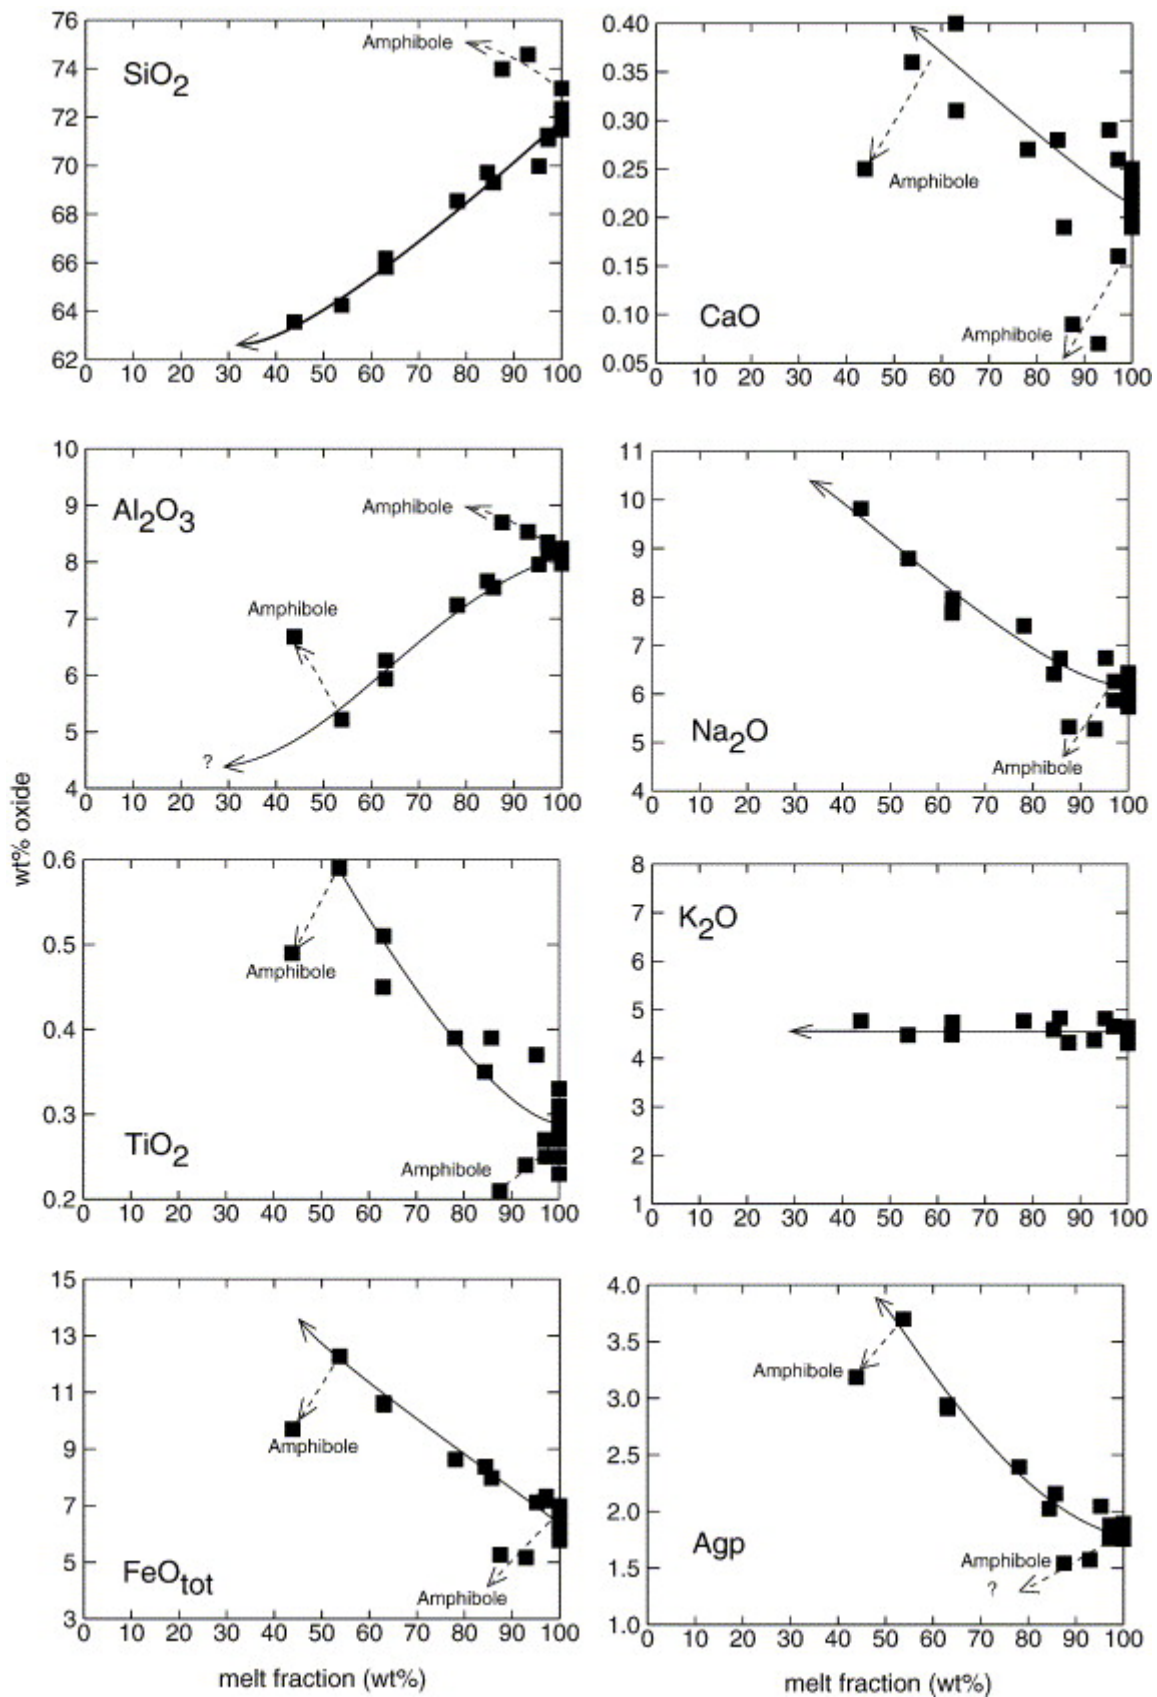 76
74
72
70
68
66
64
62
SiO2
Amphibole
0 10 20 30 40 50 60 70 80 90 100
0.40
0.35
0.30
0.25
0.20
0.15
0.10
0.05
Amphibole
CaO
Amphibole
0 10 20 30 40 50 60 70 80 90 100
wt% oxide
10
9
8
7
6
5
4
Al2O3
Amphibole
Amphibole
?
0 10 20 30 40 50 60 70 80 90 100
11
10
9
8
7
6
5
4
Na2O
Amphibole
0 10 20 30 40 50 60 70 80 90 100
0.6
0.5
0.4
0.3
0.2
Amphibole
TiO2
Amphibole
0 10 20 30 40 50 60 70 80 90 100
8
7
6
5
4
3
2
1
K2O
0 10 20 30 40 50 60 70 80 90 100
15
13
11
9
7
5
3
Amphibole
FeOtot
Amphibole
0 10 20 30 40 50 60 70 80 90 100
melt fraction (wt%)
4.0
3.5
3.0
2.5
2.0
1.5
1.0
Amphibole
Agp
Amphibole
?
0 10 20 30 40 50 60 70 80 90 100
melt fraction (wt%)